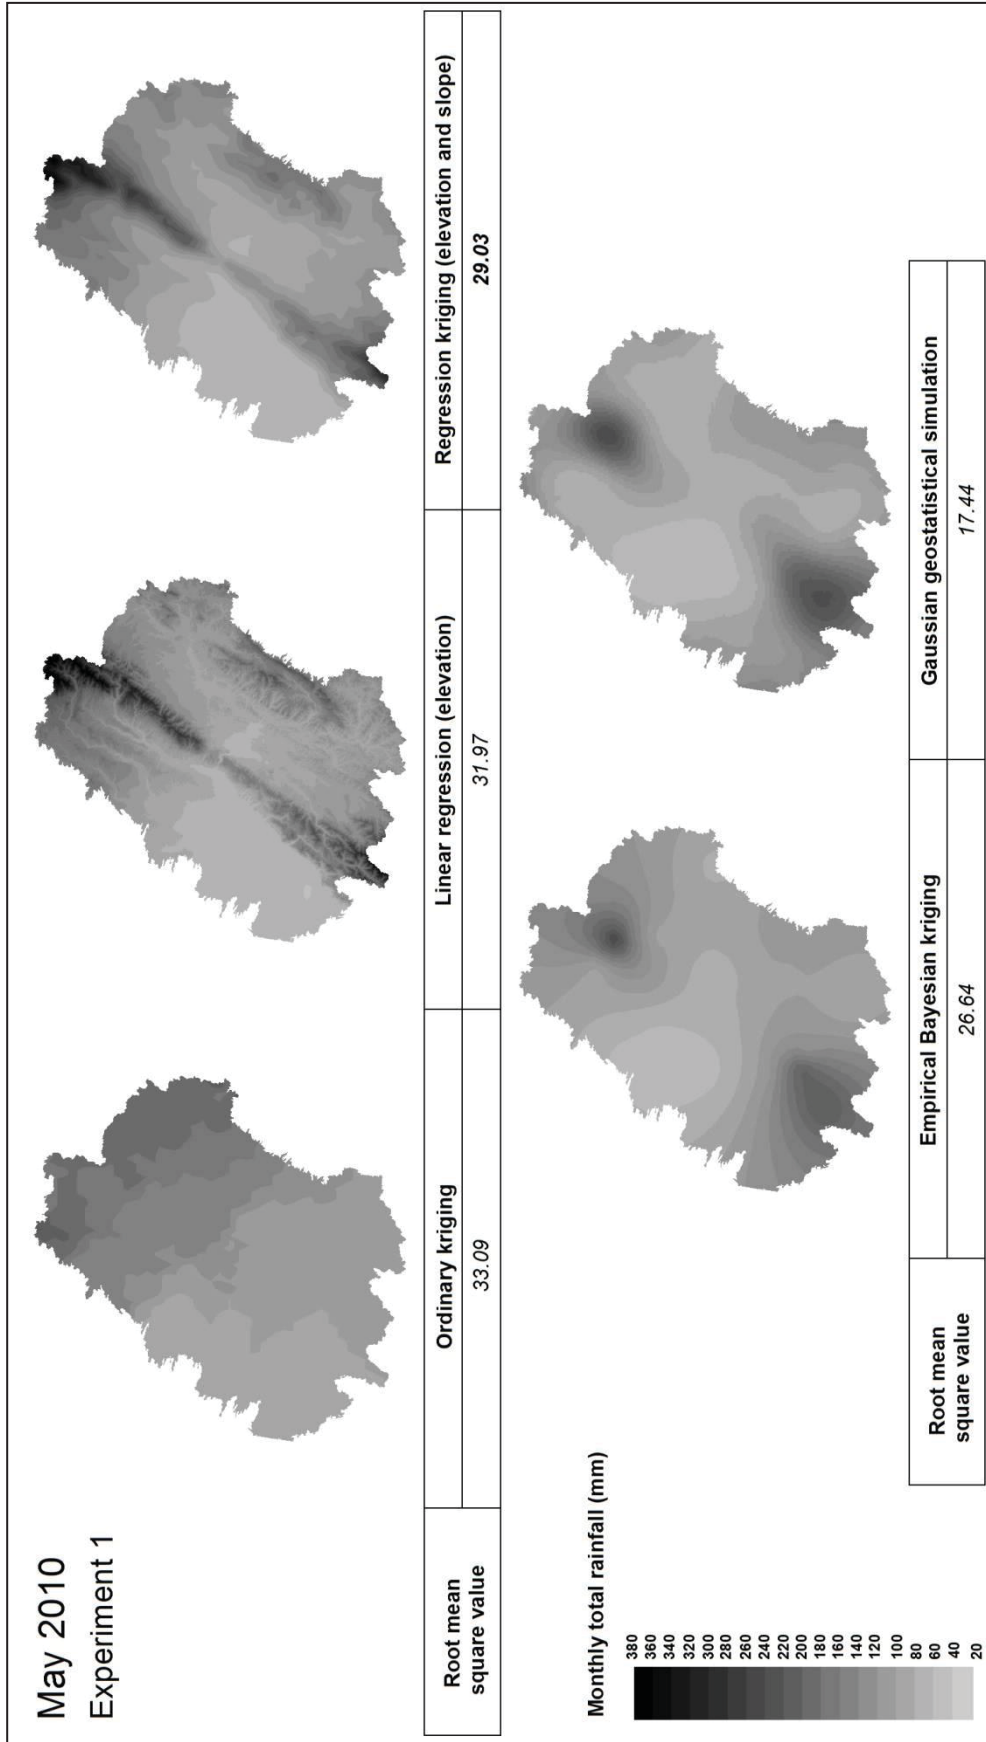 May 2010
Experiment 1
Root mean
square value
Ordinary kriging
Linear regression (elevation)
Regression kriging (elevation and slope)
33.09
31.97
29.03
Monthly total rainfall (mm)
380
360
340
320
300
280
260
240
220
200
180
160
140
120
100
80
60
40
20
Root mean
square value
Empirical Bayesian kriging
Gaussian geostatistical simulation
26.64
17.44